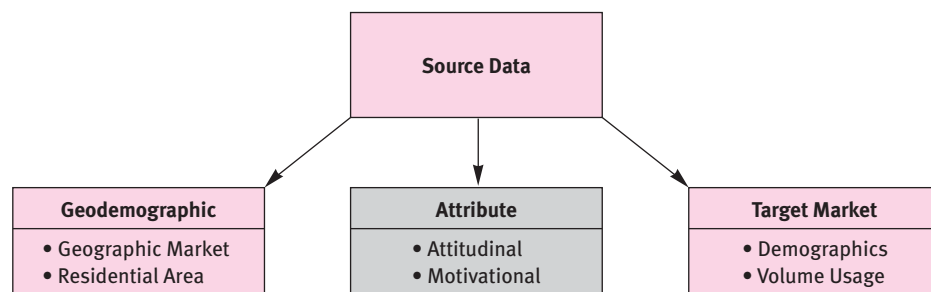 Source Data
Geodemographic
• Geographic Market
• Residential Area
Attribute
• Attitudinal
• Motivational
Target Market
• Demographics
• Volume Usage